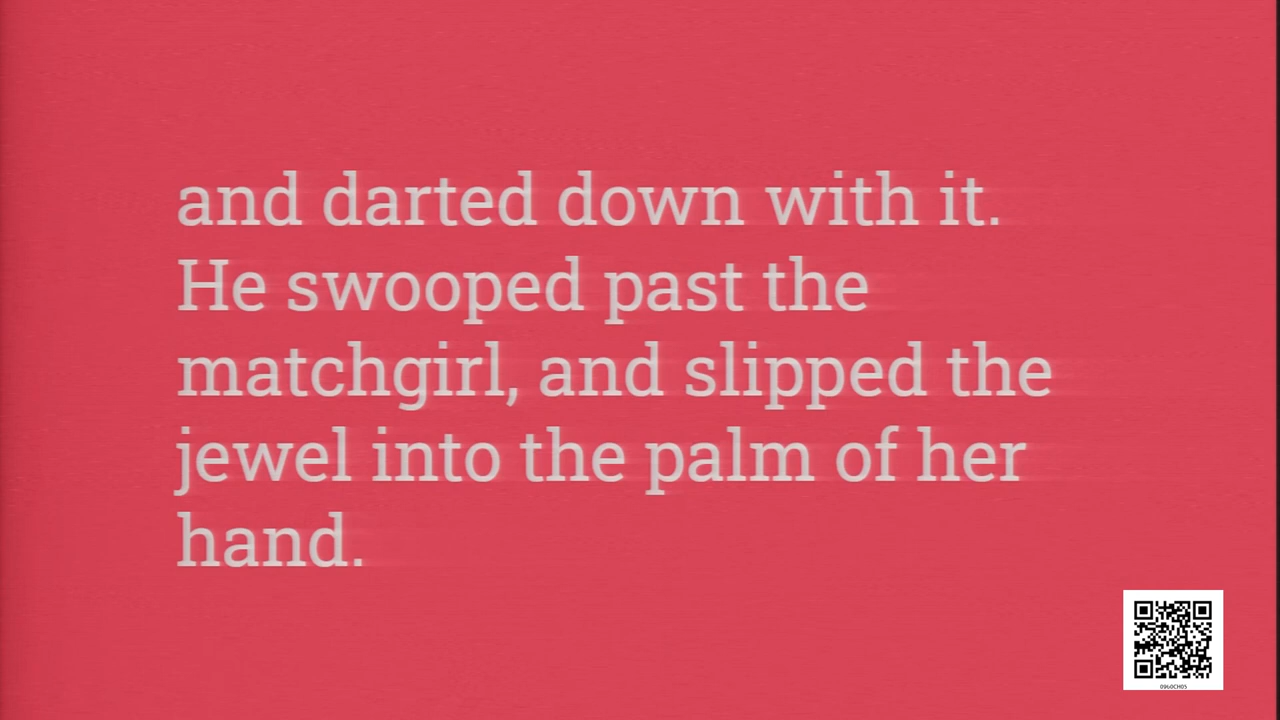 and darted down with it.
He swooped past the
matchgirl, and slipped the
jewel into the palm of her
hand.
0960CH05